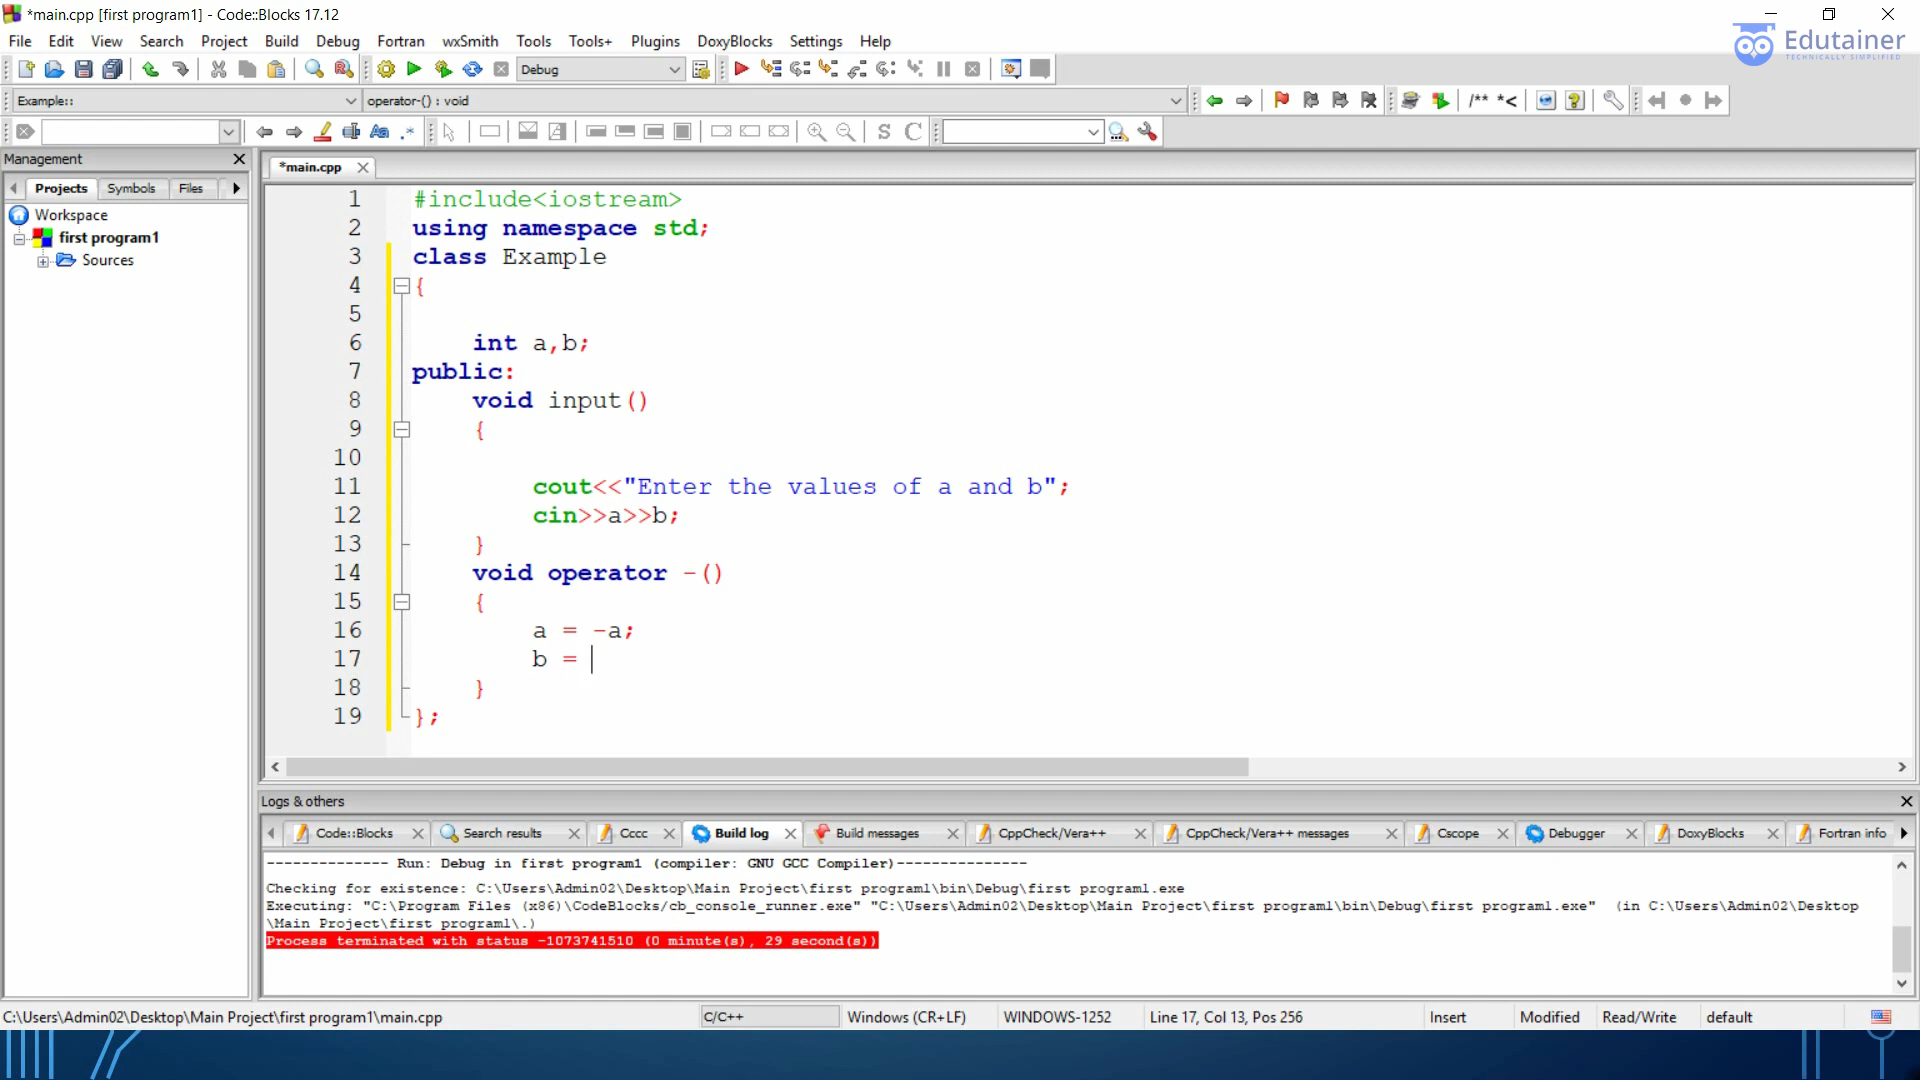 *main.cpp [first program1] - Code::Blocks 17.12
File Edit View Search Project Build Debug Fortran wxSmith Tools Tools+ Plugins DoxyBlocks Settings Help
Edutainer
TECHNICALLY SIMPLIFIED
Debug
Example::
operator-() : void
/** *<
S C
Management
Projects Symbols Files
Workspace
first program1
Sources
*main.cpp
1 #include<iostream>
2 using namespace std;
3 class Example
4 {
5
6 int a,b;
7 public:
8 void input()
9 {
10
11 cout<<"Enter the values of a and b";
12 cin>>a>>b;
13 }
14 void operator -()
15 {
16 a = -a;
17 b =
18 }
19 };
Logs & others
Code::Blocks Search results Cccc Build log Build messages CppCheck/Vera++ CppCheck/Vera++ messages Cscope Debugger DoxyBlocks Fortran info
-------------- Run: Debug in first program1 (compiler: GNU GCC Compiler)---------------
Checking for existence: C:\Users\Admin02\Desktop\Main Project\first program1\bin\Debug\first program1.exe
Executing: "C:\Program Files (x86)\CodeBlocks/cb_console_runner.exe" "C:\Users\Admin02\Desktop\Main Project\first program1\bin\Debug\first program1.exe"  (in C:\Users\Admin02\Desktop
\Main Project\first program1\.)
Process terminated with status -1073741510 (0 minute(s), 29 second(s))
C:\Users\Admin02\Desktop\Main Project\first program1\main.cpp C/C++ Windows (CR+LF) WINDOWS-1252 Line 17, Col 13, Pos 256 Insert Modified Read/Write default